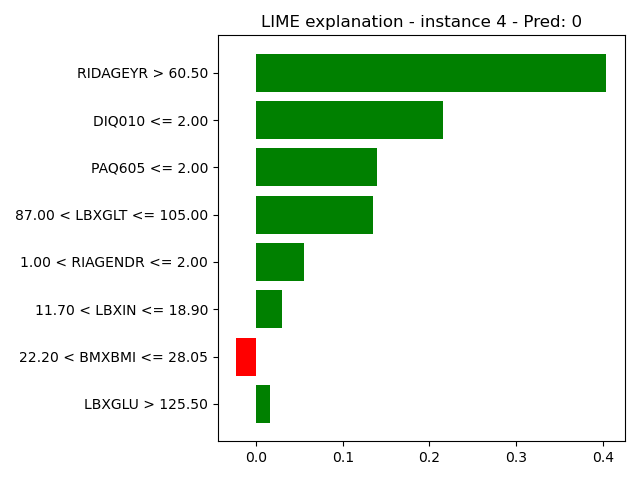 LIME explanation - instance 4 - Pred: 0
RIDAGEYR > 60.50
DIQ010 <= 2.00
PAQ605 <= 2.00
87.00 < LBXGLT <= 105.00
1.00 < RIAGENDR <= 2.00
11.70 < LBXIN <= 18.90
22.20 < BMXBMI <= 28.05
LBXGLU > 125.50
0.0 0.1 0.2 0.3 0.4